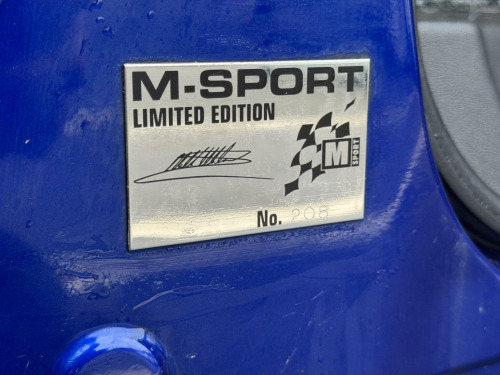 M-SPORT
LIMITED EDITION
M
SPORT
No. 208